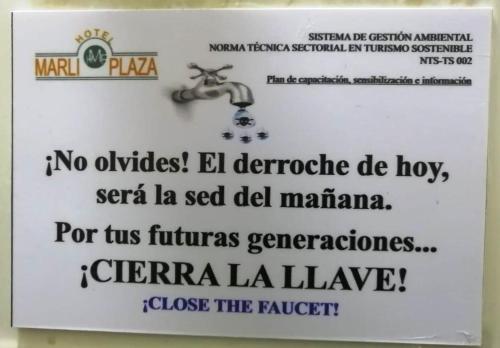 HOTEL
MARLI PLAZA
SISTEMA DE GESTIÓN AMBIENTAL
NORMA TÉCNICA SECTORIAL EN TURISMO SOSTENIBLE
NTS-TS 002
Plan de capacitación, sensibilización e información
¡No olvides! El derroche de hoy,
será la sed del mañana.
Por tus futuras generaciones...
¡CIERRA LA LLAVE!
¡CLOSE THE FAUCET!